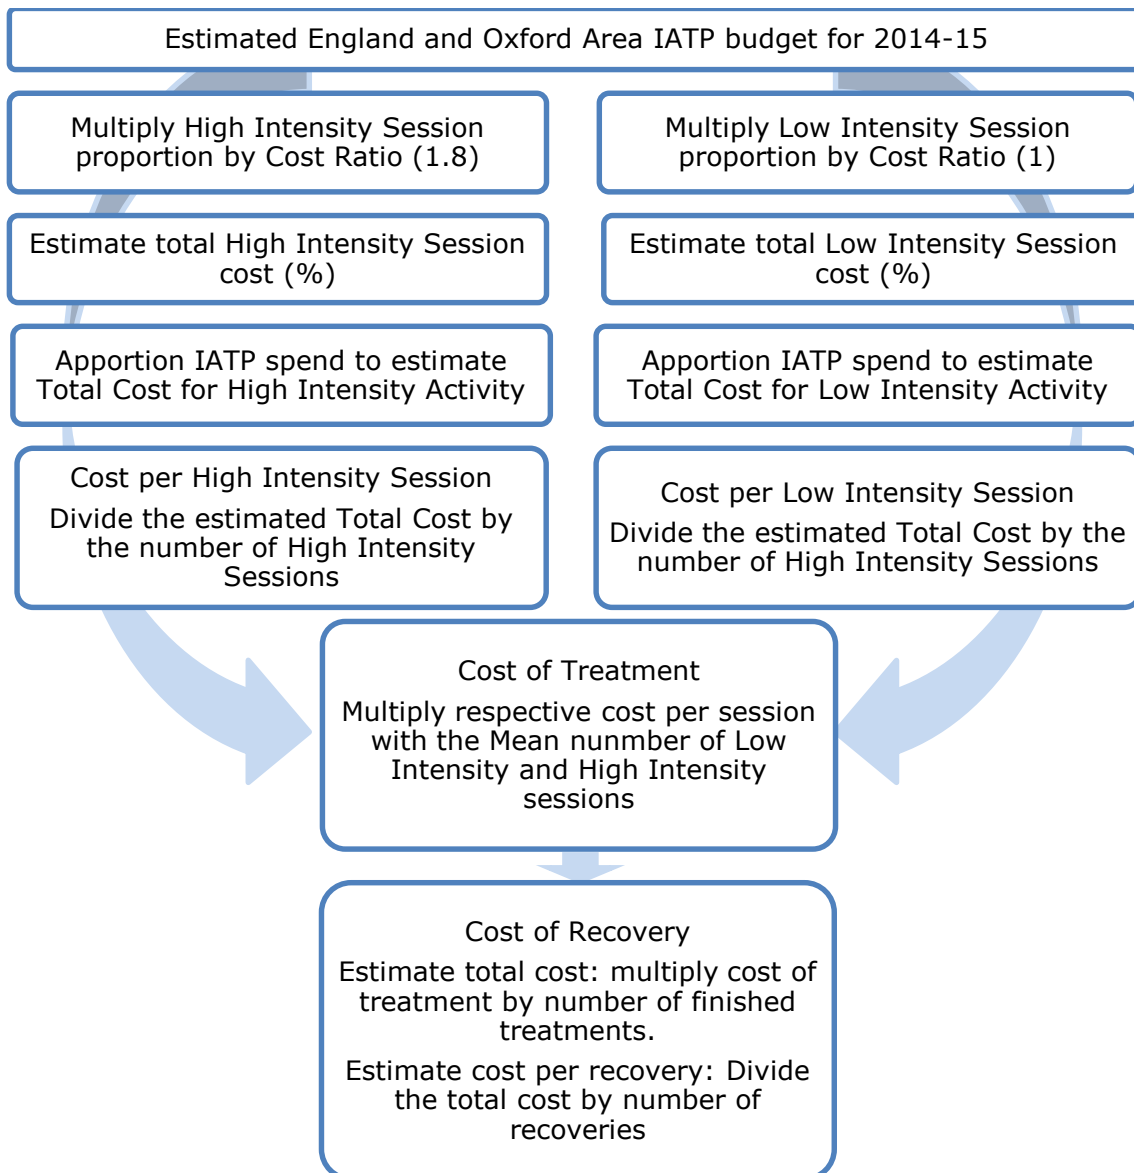 Estimated England and Oxford Area IATP budget for 2014-15
Multiply High Intensity Session
proportion by Cost Ratio (1.8)
Multiply Low Intensity Session
proportion by Cost Ratio (1)
Estimate total High Intensity Session
cost (%)
Estimate total Low Intensity Session
cost (%)
Apportion IATP spend to estimate
Total Cost for High Intensity Activity
Apportion IATP spend to estimate
Total Cost for Low Intensity Activity
Cost per High Intensity Session
Divide the estimated Total Cost by
the number of High Intensity
Sessions
Cost per Low Intensity Session
Divide the estimated Total Cost by the
number of High Intensity Sessions
Cost of Treatment
Multiply respective cost per session
with the Mean nunmber of Low
Intensity and High Intensity
sessions
Cost of Recovery
Estimate total cost: multiply cost of
treatment by number of finished
treatments.
Estimate cost per recovery: Divide
the total cost by number of
recoveries